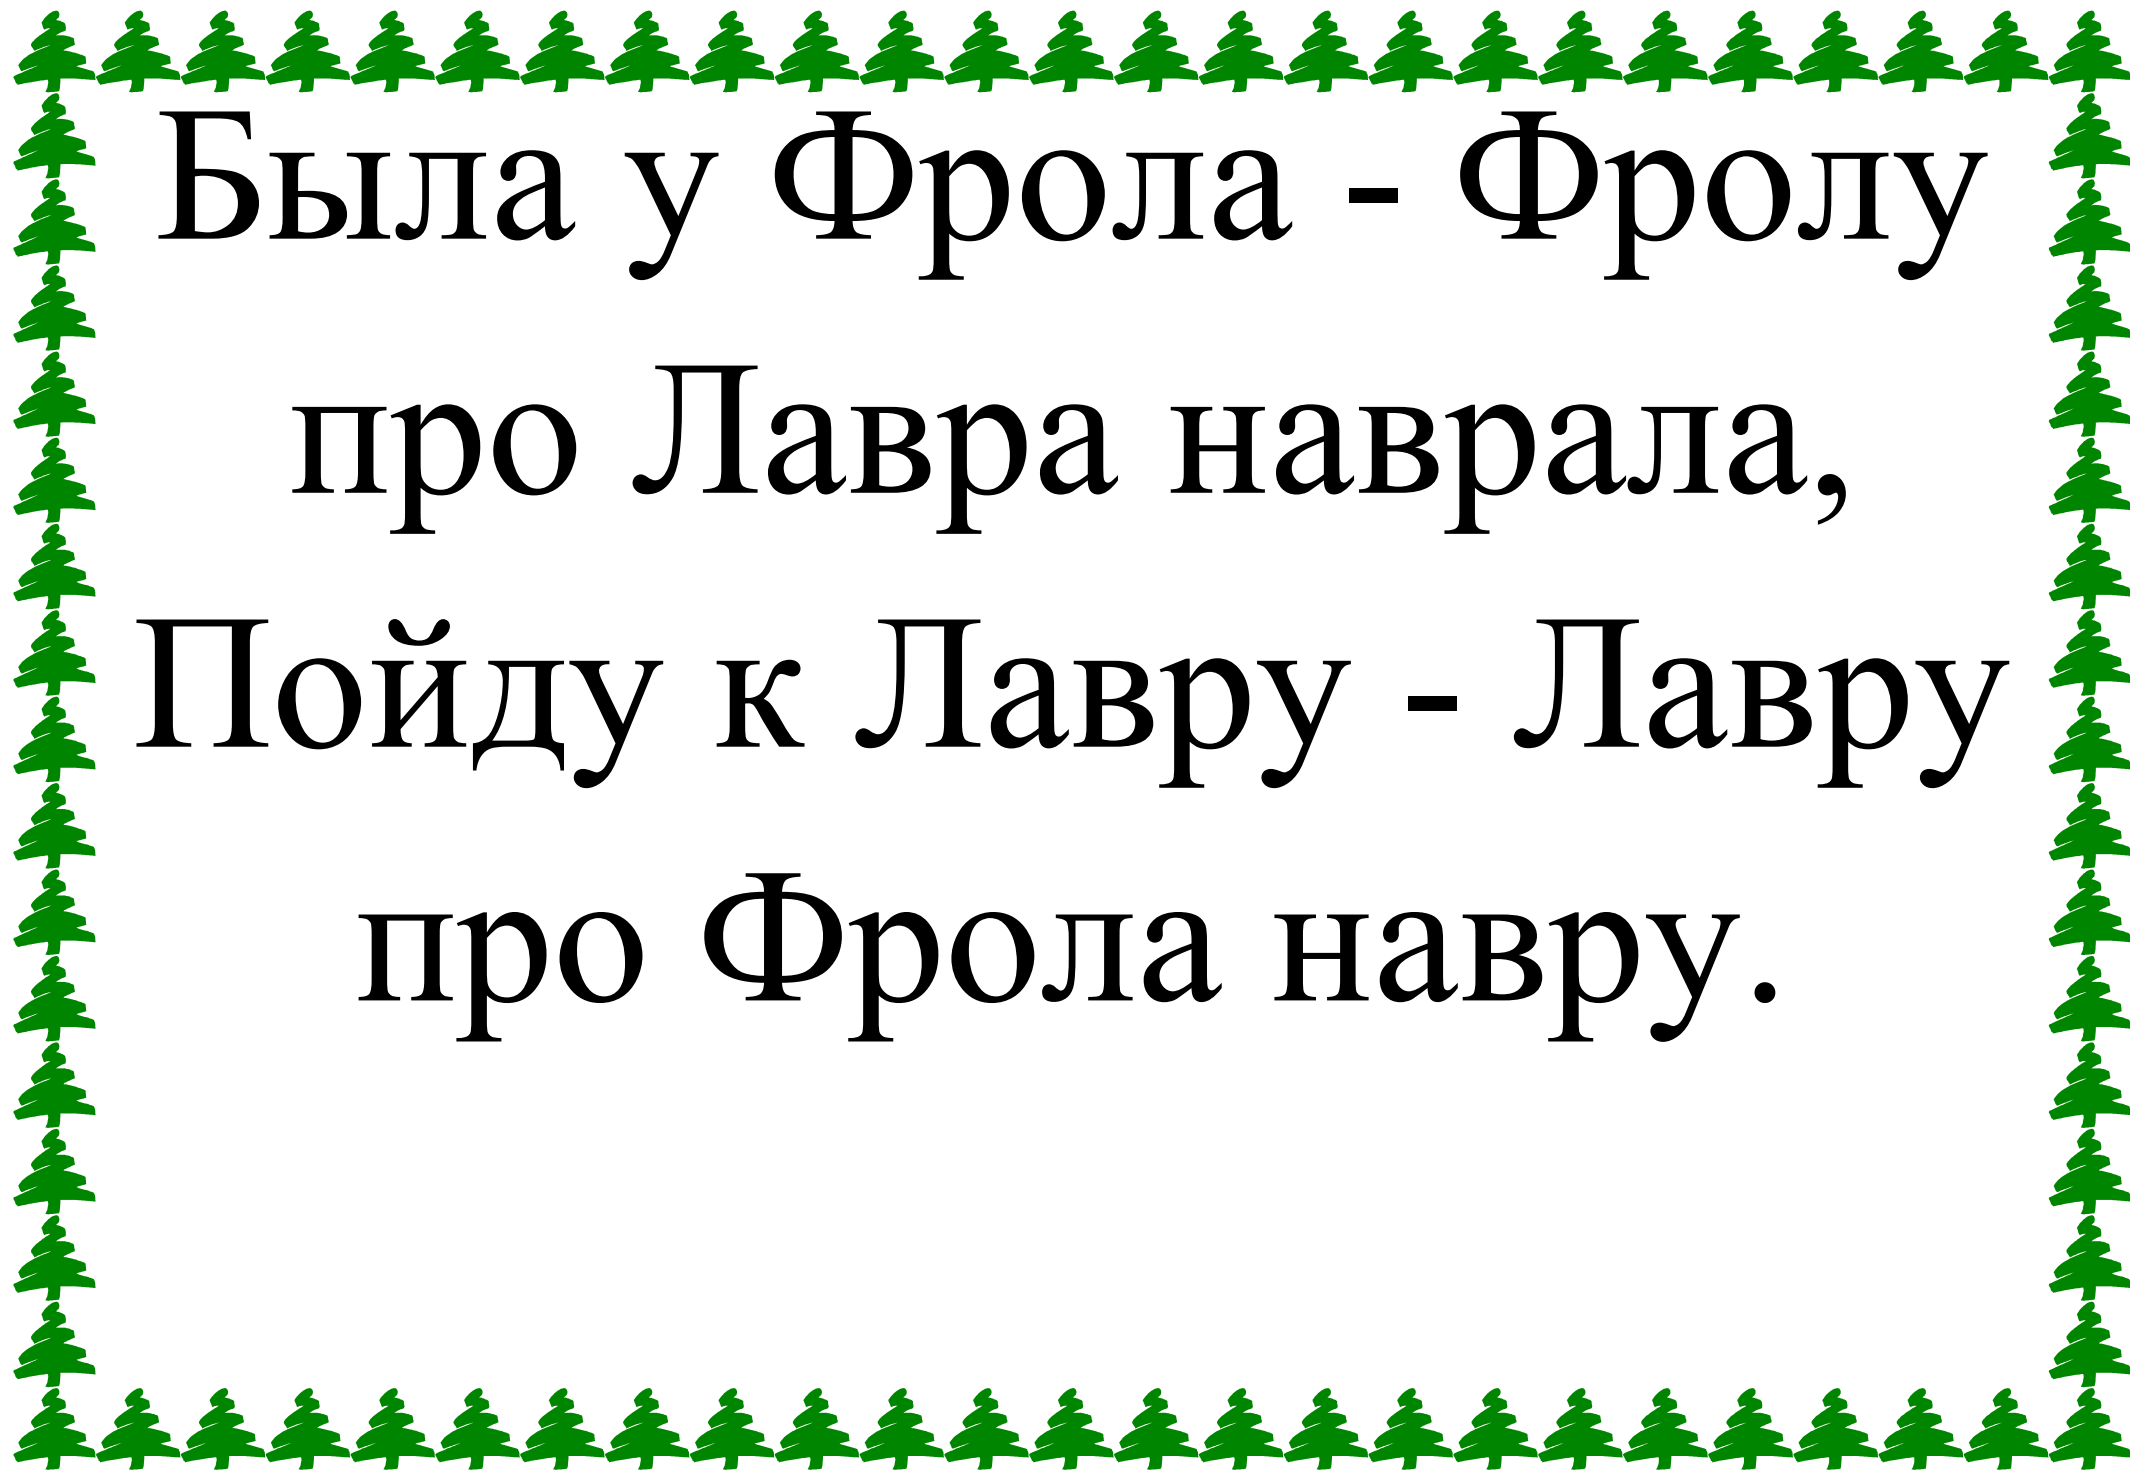 Была у Фрола - Фролу
про Лавра наврала,
Пойду к Лавру - Лавру
про Фрола навру.